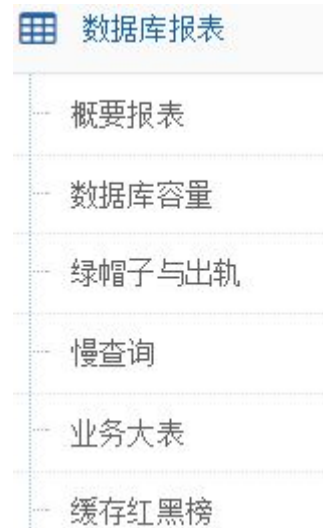 数据库报表
概要报表
数据库容量
绿帽子与出轨
慢查询
业务大表
缓存红黑榜